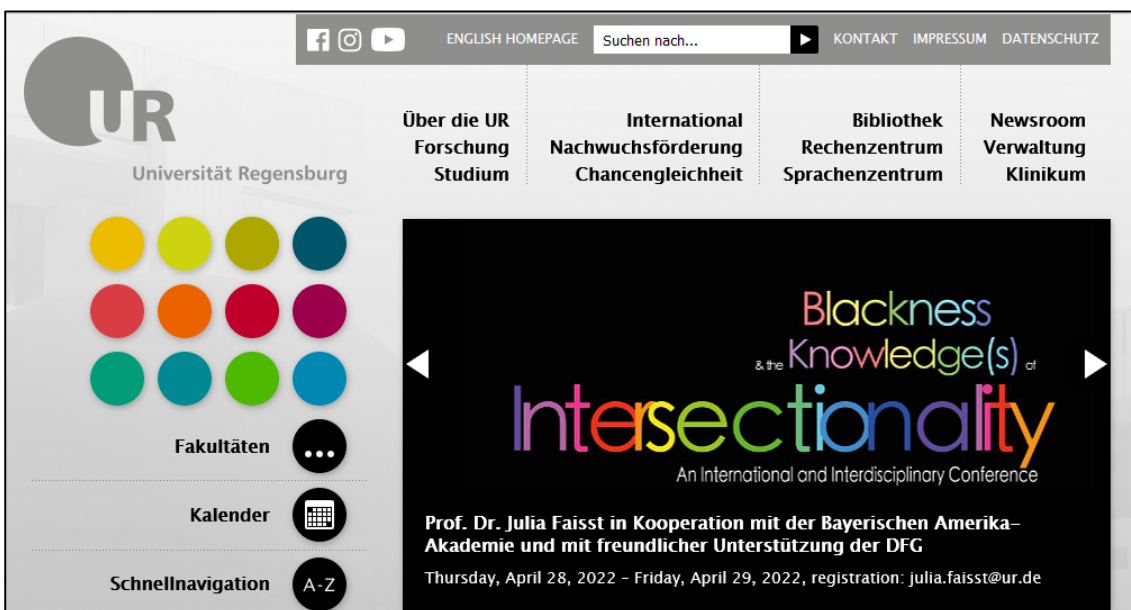 ENGLISH HOMEPAGE
Suchen nach...
KONTAKT IMPRESSUM DATENSCHUTZ
UR
Universität Regensburg
Über die UR
Forschung
Studium
International
Nachwuchsförderung
Chancengleichheit
Bibliothek
Rechenzentrum
Sprachenzentrum
Newsroom
Verwaltung
Klinikum
Fakultäten
Kalender
Schnellnavigation A-Z
Blackness
& the Knowledge(s) of
Intersectionality
An International and Interdisciplinary Conference
Prof. Dr. Julia Faisst in Kooperation mit der Bayerischen Amerika-
Akademie und mit freundlicher Unterstützung der DFG
Thursday, April 28, 2022 – Friday, April 29, 2022, registration: julia.faisst@ur.de